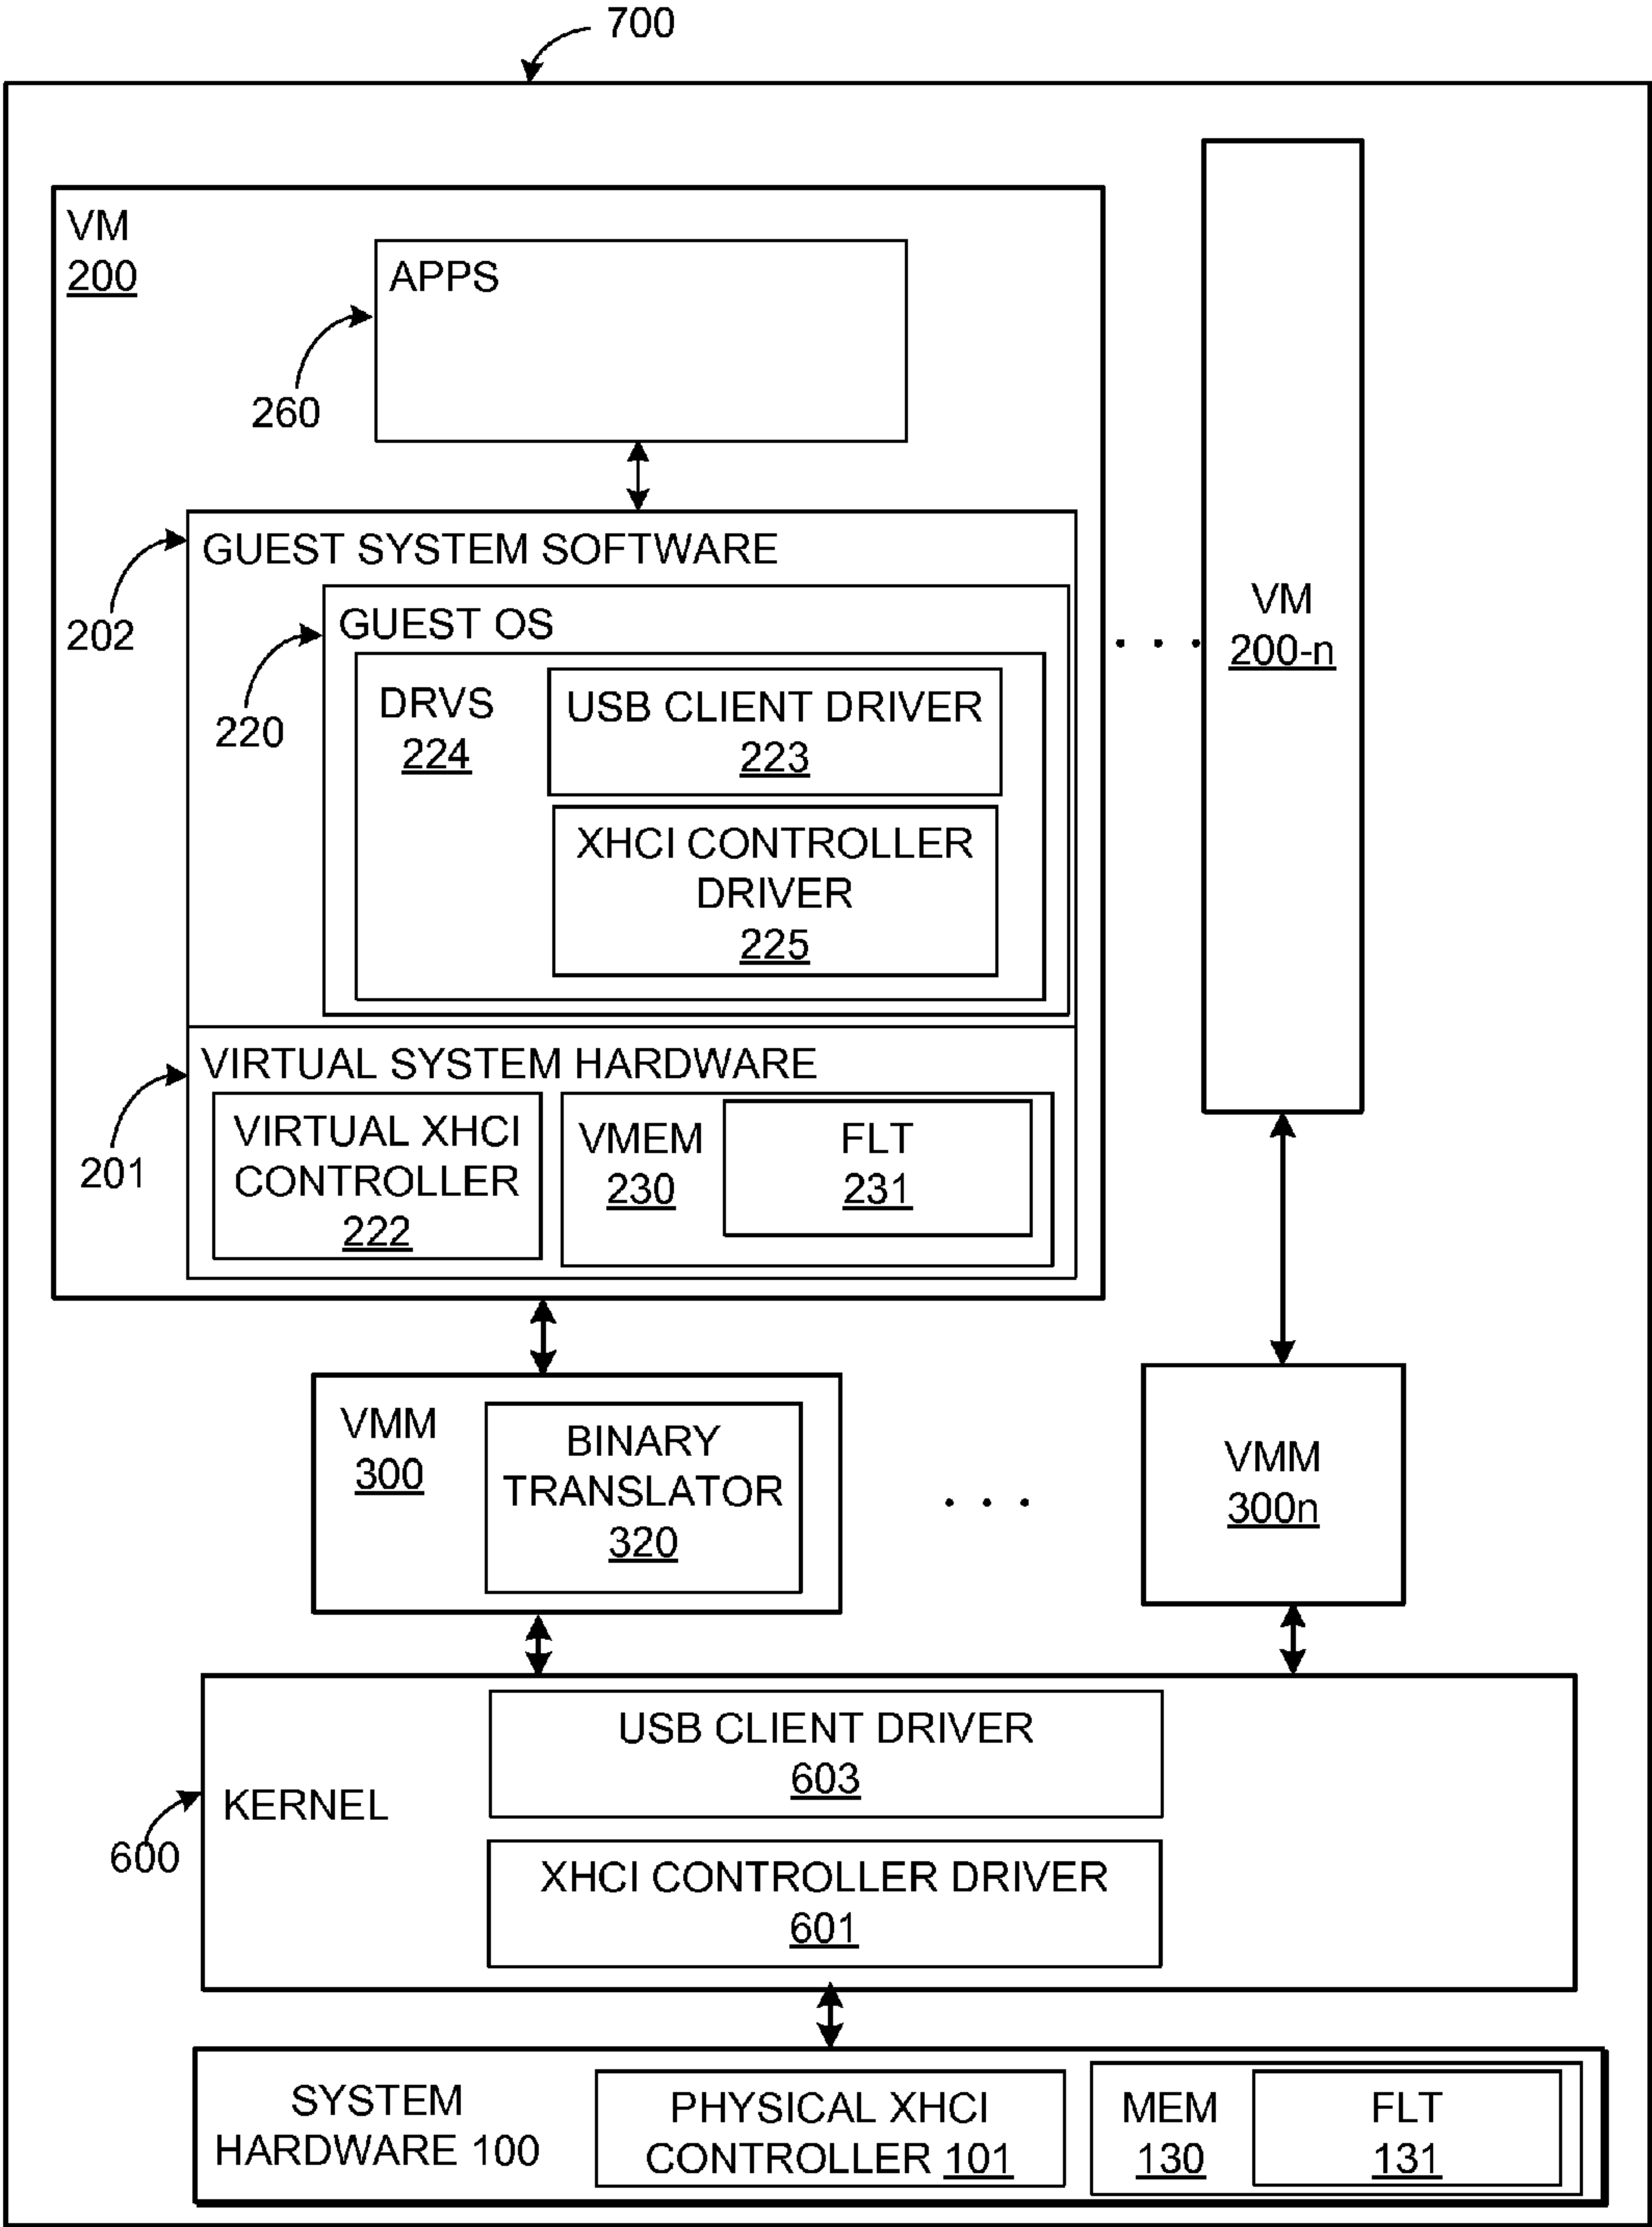 700
VM
200
APPS
260
GUEST SYSTEM SOFTWARE
202
GUEST OS
220
DRVS
224
USB CLIENT DRIVER
223
XHCI CONTROLLER
DRIVER
225
. . .
VM
200-n
VIRTUAL SYSTEM HARDWARE
201
VIRTUAL XHCI
CONTROLLER
222
VMEM
230
FLT
231
VMM
300
BINARY
TRANSLATOR
320
. . .
VMM
300n
KERNEL
600
USB CLIENT DRIVER
603
XHCI CONTROLLER DRIVER
601
SYSTEM
HARDWARE 100
PHYSICAL XHCI
CONTROLLER 101
MEM
130
FLT
131